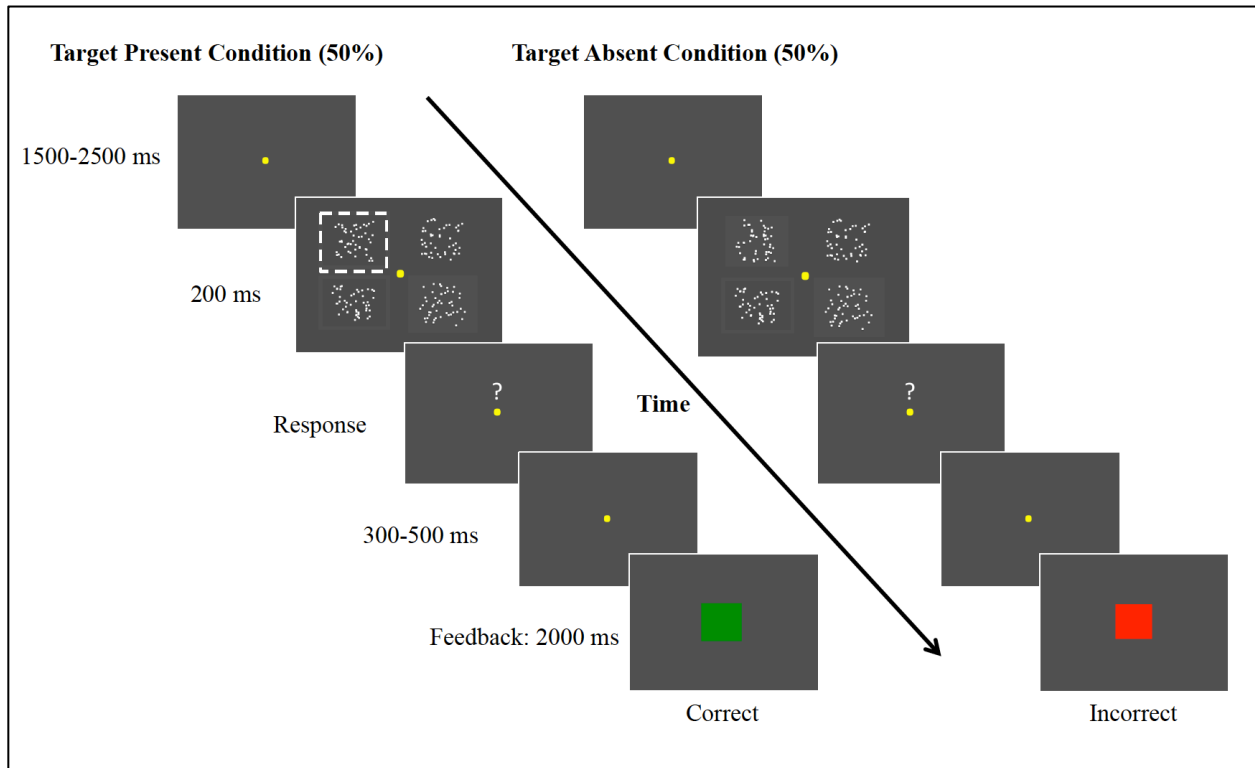 Target Present Condition (50%)
Target Absent Condition (50%)
1500-2500 ms
200 ms
?
?
Time
Response
300-500 ms
Feedback: 2000 ms
Correct
Incorrect